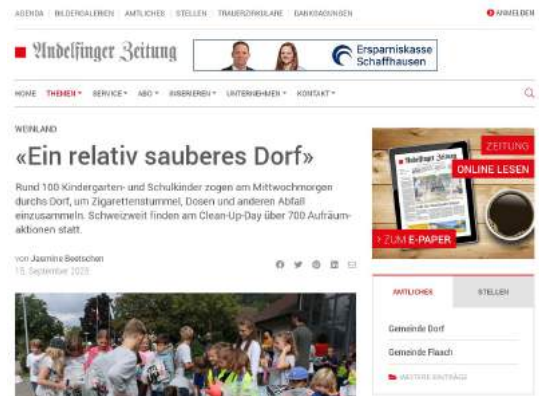 AGENDA BILDERGALERIEN AMTLICHES STELLEN TRAUERZIRKULARE DANKSAGUNGEN ANMELDEN
Andelfinger Zeitung
Ersparniskasse
Schaffhausen
HOME THEMEN SERVICE ABO INSERIEREN UNTERNEHMEN KONTAKT
WEINLAND
«Ein relativ sauberes Dorf»
Rund 100 Kindergarten- und Schulkinder zogen am Mittwochmorgen
durchs Dorf, um Zigarettenstummel, Dosen und anderen Abfall
einzusammeln. Schweizweit finden am Clean-Up-Day über 700 Aufräum-
aktionen statt.
von Jasmine Beetschen
15. September 2023
ZEITUNG
ONLINE LESEN
Andelfinger Zeitung
> ZUM E-PAPER
AMTLICHES STELLEN
Gemeinde Dorf
Gemeinde Flaach
WEITERE EINTRÄGE